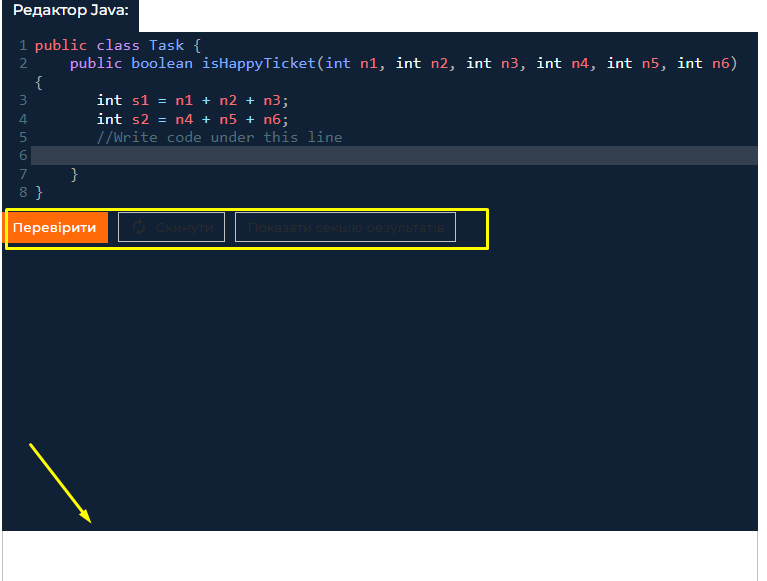 Редактор Java:
1 public class Task {
2 public boolean isHappyTicket(int n1, int n2, int n3, int n4, int n5, int n6)
{
3 int s1 = n1 + n2 + n3;
4 int s2 = n4 + n5 + n6;
5 //Write code under this line
6
7 }
8 }
Перевірити Скинути Показати секцію результатів